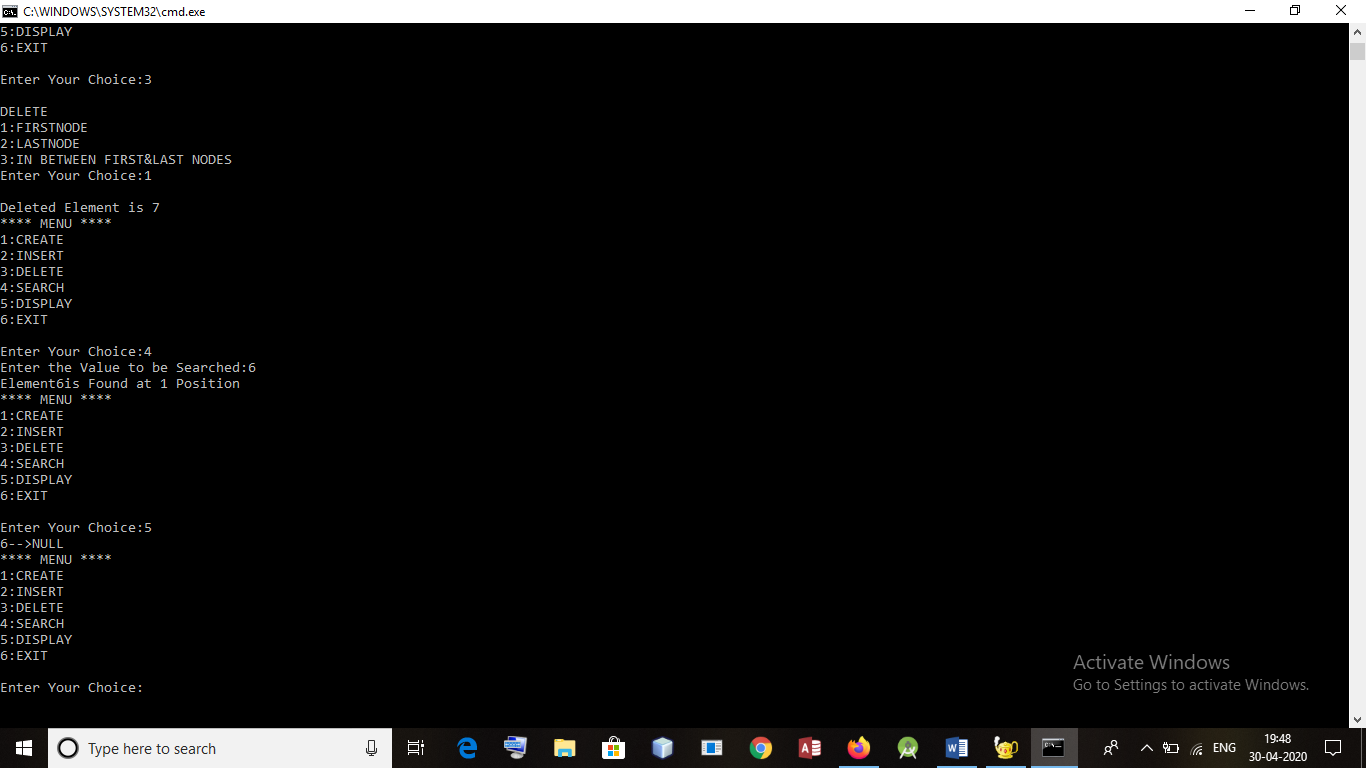 C:\WINDOWS\SYSTEM32\cmd.exe
5:DISPLAY
6:EXIT
Enter Your Choice:3
DELETE
1:FIRSTNODE
2:LASTNODE
3:IN BETWEEN FIRST&LAST NODES
Enter Your Choice:1
Deleted Element is 7
**** MENU ****
1:CREATE
2:INSERT
3:DELETE
4:SEARCH
5:DISPLAY
6:EXIT
Enter Your Choice:4
Enter the Value to be Searched:6
Element6is Found at 1 Position
**** MENU ****
1:CREATE
2:INSERT
3:DELETE
4:SEARCH
5:DISPLAY
6:EXIT
Enter Your Choice:5
6-->NULL
**** MENU ****
1:CREATE
2:INSERT
3:DELETE
4:SEARCH
5:DISPLAY
6:EXIT
Enter Your Choice:
Activate Windows
Go to Settings to activate Windows.
Type here to search
ENG
19:48
30-04-2020